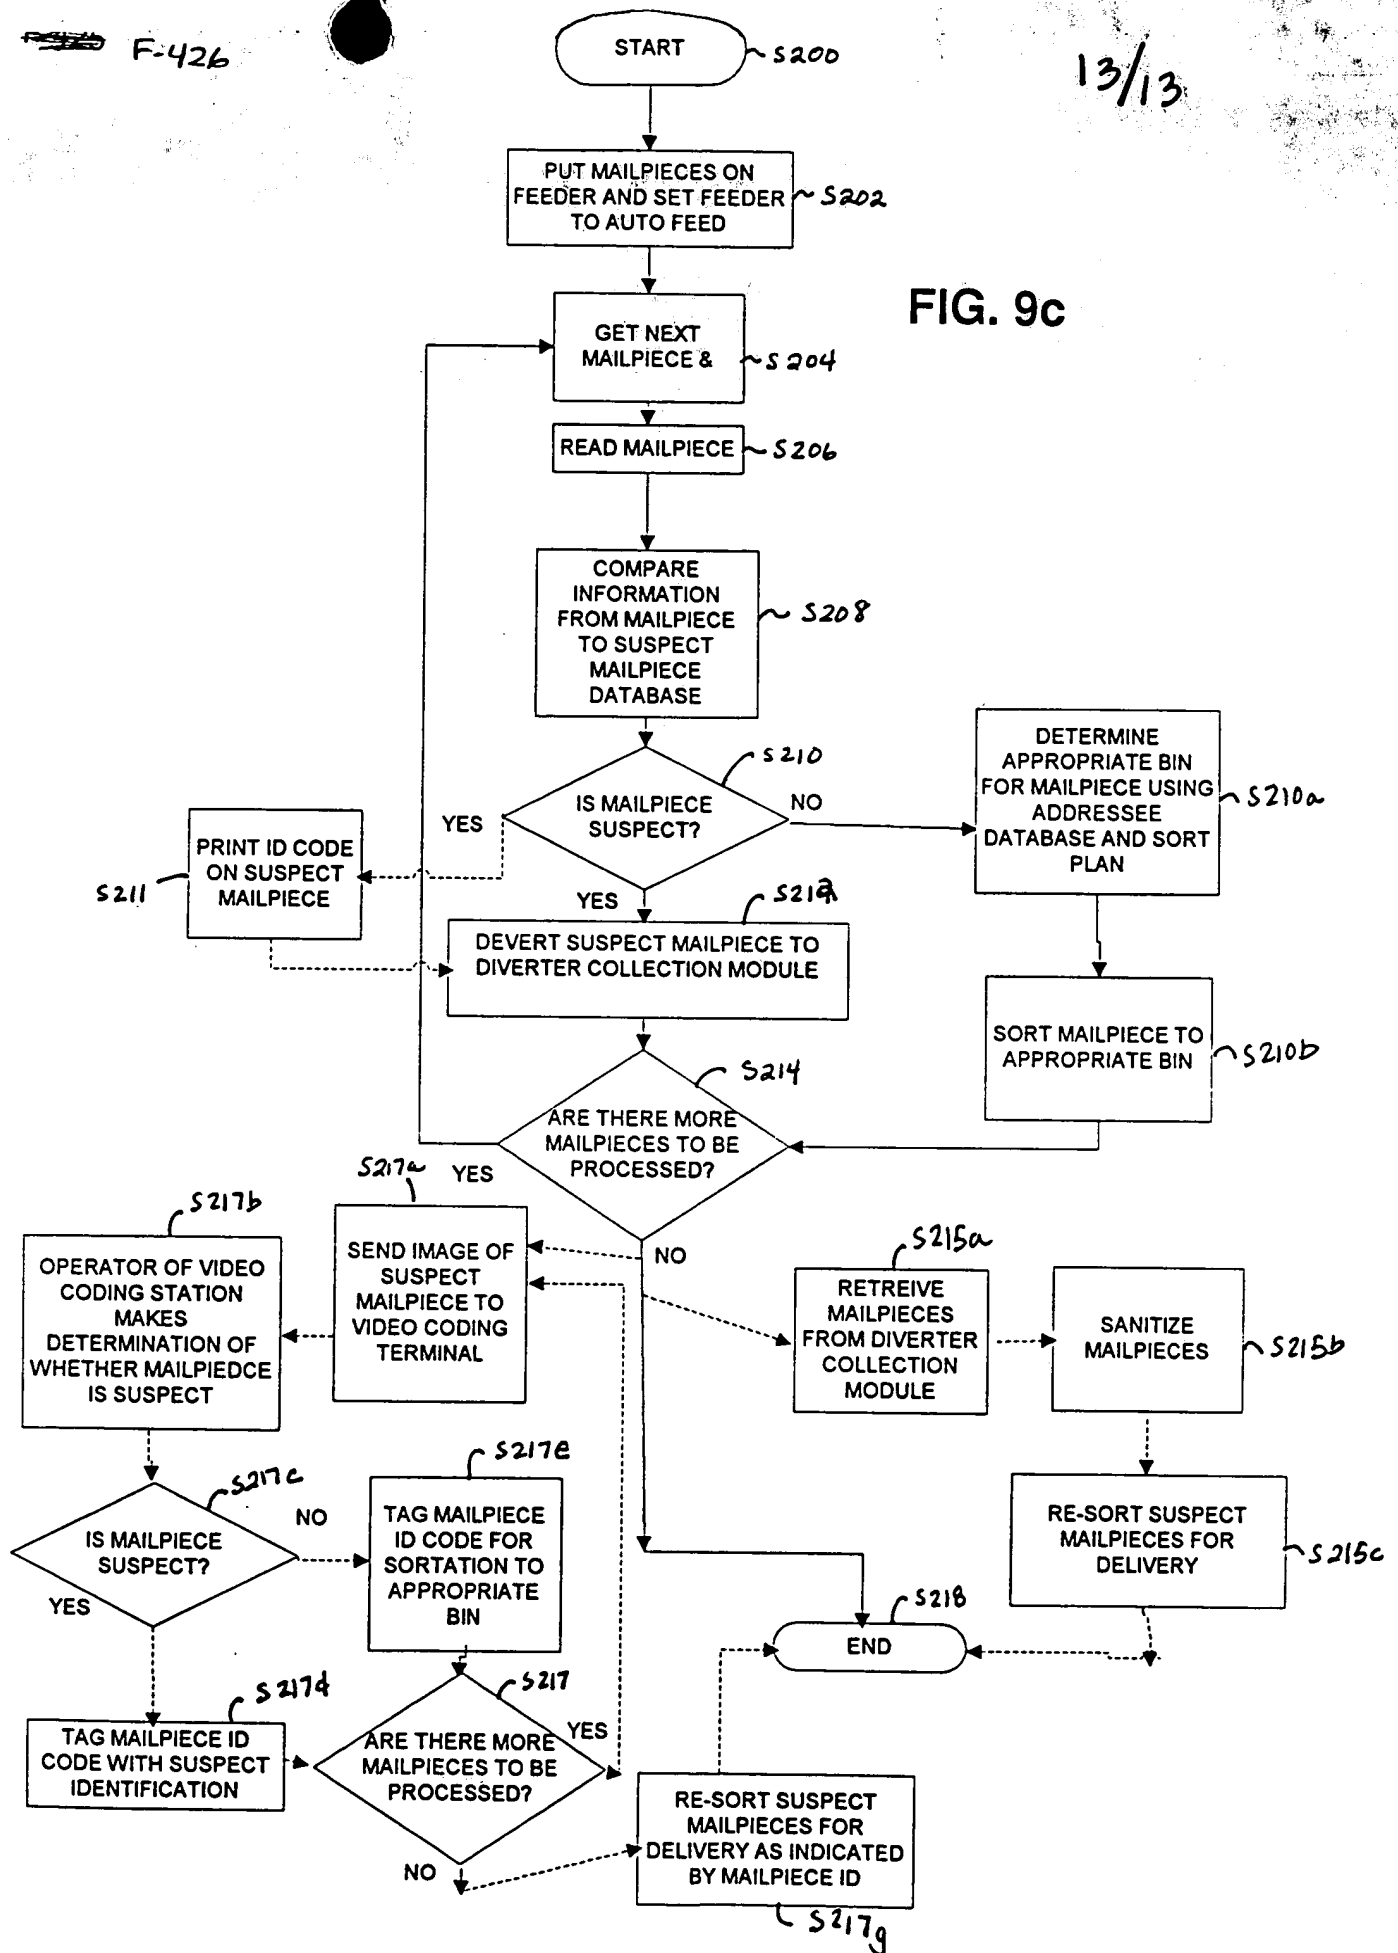 F-426
13/13
START
S200
PUT MAILPIECES ON
FEEDER AND SET FEEDER
TO AUTO FEED
S202
FIG. 9c
GET NEXT
MAILPIECE &
S204
READ MAILPIECE
S206
COMPARE
INFORMATION
FROM MAILPIECE
TO SUSPECT
MAILPIECE
DATABASE
S208
IS MAILPIECE
SUSPECT?
S210
YES
NO
YES
DETERMINE
APPROPRIATE BIN
FOR MAILPIECE USING
ADDRESSEE
DATABASE AND SORT
PLAN
S210a
PRINT ID CODE
ON SUSPECT
MAILPIECE
S211
DEVERT SUSPECT MAILPIECE TO
DIVERTER COLLECTION MODULE
SORT MAILPIECE TO
APPROPRIATE BIN
S210b
ARE THERE MORE
MAILPIECES TO BE
PROCESSED?
S214
YES
NO
S217a
SEND IMAGE OF
SUSPECT
MAILPIECE TO
VIDEO CODING
TERMINAL
S217b
OPERATOR OF VIDEO
CODING STATION
MAKES
DETERMINATION OF
WHETHER MAILPIEDCE
IS SUSPECT
S215a
RETREIVE
MAILPIECES
FROM DIVERTER
COLLECTION
MODULE
SANITIZE
MAILPIECES
S215b
RE-SORT SUSPECT
MAILPIECES FOR
DELIVERY
S215c
IS MAILPIECE
SUSPECT?
S217c
NO
YES
S217e
TAG MAILPIECE
ID CODE FOR
SORTATION TO
APPROPRIATE
BIN
END
S218
S217d
TAG MAILPIECE ID
CODE WITH SUSPECT
IDENTIFICATION
S217
ARE THERE MORE
MAILPIECES TO BE
PROCESSED?
YES
NO
RE-SORT SUSPECT
MAILPIECES FOR
DELIVERY AS INDICATED
BY MAILPIECE ID
S217g